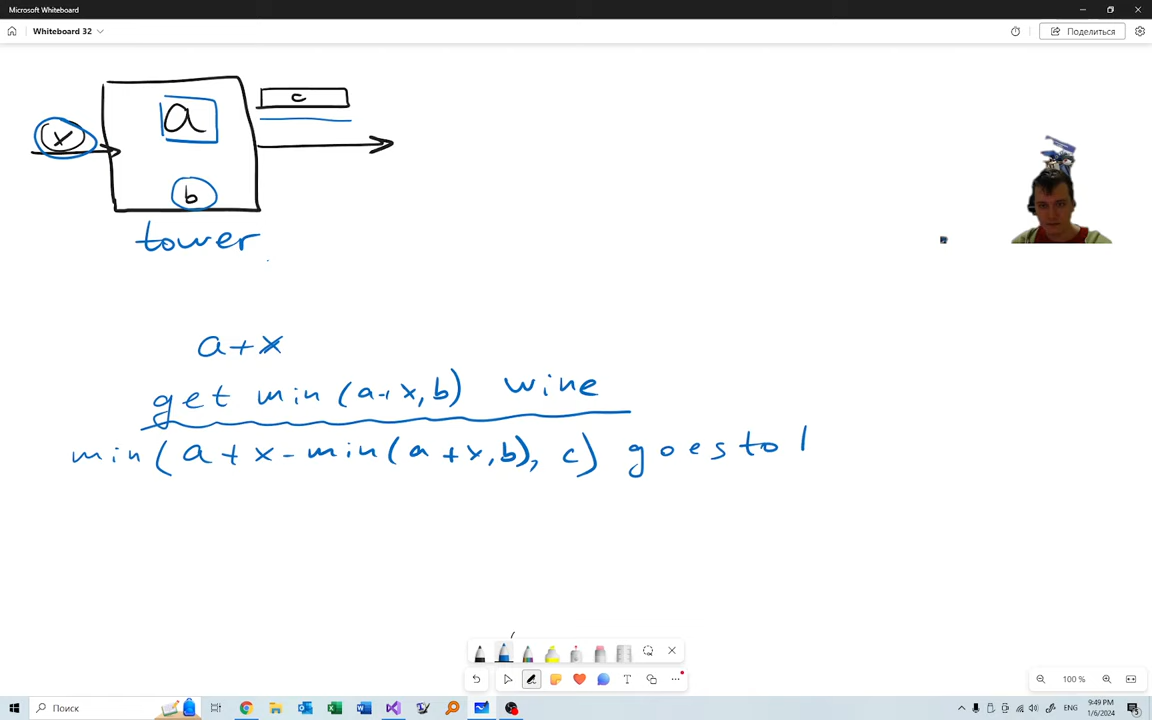 Microsoft Whiteboard
Whiteboard 32
Поделиться
c
a
x
b
tower
a+x
get min(a+x,b) wine
min(a+x-min(a+x,b), c) goes to
100 %
Поиск
ENG
9:49 PM
1/6/2024